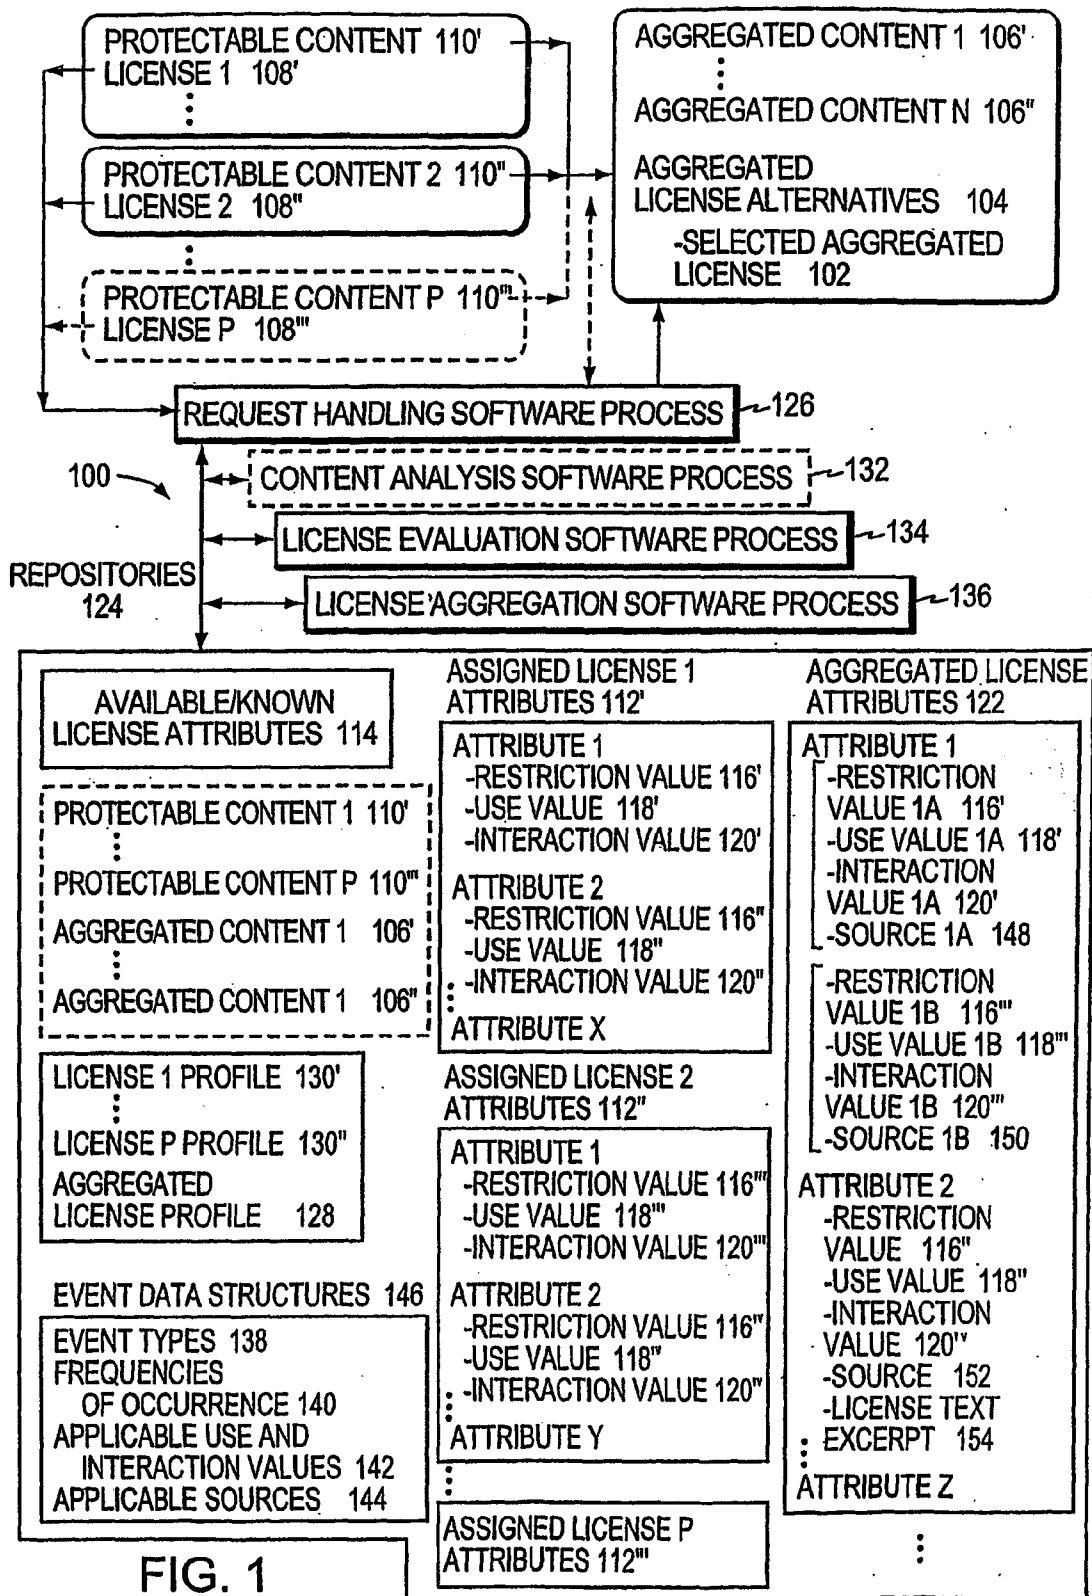 PROTECTABLE CONTENT 110'
LICENSE 1 108'
PROTECTABLE CONTENT 2 110"
LICENSE 2 108"
PROTECTABLE CONTENT P 110'''
LICENSE P 108'''
AGGREGATED CONTENT 1 106'
AGGREGATED CONTENT N 106"
AGGREGATED
LICENSE ALTERNATIVES 104
-SELECTED AGGREGATED
LICENSE 102
REQUEST HANDLING SOFTWARE PROCESS 126
100
CONTENT ANALYSIS SOFTWARE PROCESS 132
LICENSE EVALUATION SOFTWARE PROCESS 134
REPOSITORIES
124
LICENSE AGGREGATION SOFTWARE PROCESS 136
AVAILABLE/KNOWN
LICENSE ATTRIBUTES 114
PROTECTABLE CONTENT 1 110'
PROTECTABLE CONTENT P 110'''
AGGREGATED CONTENT 1 106'
AGGREGATED CONTENT 1 106"
LICENSE 1 PROFILE 130'
LICENSE P PROFILE 130"
AGGREGATED
LICENSE PROFILE 128
EVENT DATA STRUCTURES 146
EVENT TYPES 138
FREQUENCIES
OF OCCURRENCE 140
APPLICABLE USE AND
INTERACTION VALUES 142
APPLICABLE SOURCES 144
ASSIGNED LICENSE 1
ATTRIBUTES 112'
ATTRIBUTE 1
-RESTRICTION VALUE 116'
-USE VALUE 118'
-INTERACTION VALUE 120'
ATTRIBUTE 2
-RESTRICTION VALUE 116"
-USE VALUE 118"
-INTERACTION VALUE 120"
ATTRIBUTE X
ASSIGNED LICENSE 2
ATTRIBUTES 112"
ATTRIBUTE 1
-RESTRICTION VALUE 116'''
-USE VALUE 118'''
-INTERACTION VALUE 120'''
ATTRIBUTE 2
-RESTRICTION VALUE 116"
-USE VALUE 118"
-INTERACTION VALUE 120"
ATTRIBUTE Y
ASSIGNED LICENSE P
ATTRIBUTES 112'''
AGGREGATED LICENSE
ATTRIBUTES 122
ATTRIBUTE 1
-RESTRICTION
VALUE 1A 116'
-USE VALUE 1A 118'
-INTERACTION
VALUE 1A 120'
-SOURCE 1A 148
-RESTRICTION
VALUE 1B 116'''
-USE VALUE 1B 118'''
-INTERACTION
VALUE 1B 120'''
-SOURCE 1B 150
ATTRIBUTE 2
-RESTRICTION
VALUE 116"
-USE VALUE 118"
-INTERACTION
VALUE 120"
-SOURCE 152
-LICENSE TEXT
EXCERPT 154
ATTRIBUTE Z
FIG. 1